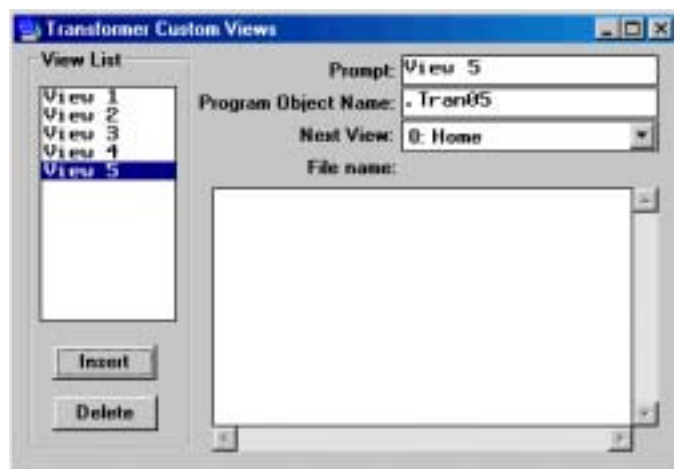 Transformer Custom Views
View List
View 1
View 2
View 3
View 4
View 5
Insert
Delete
Prompt: View 5
Program Object Name: .Tran05
Next View: 0: Home
File name: